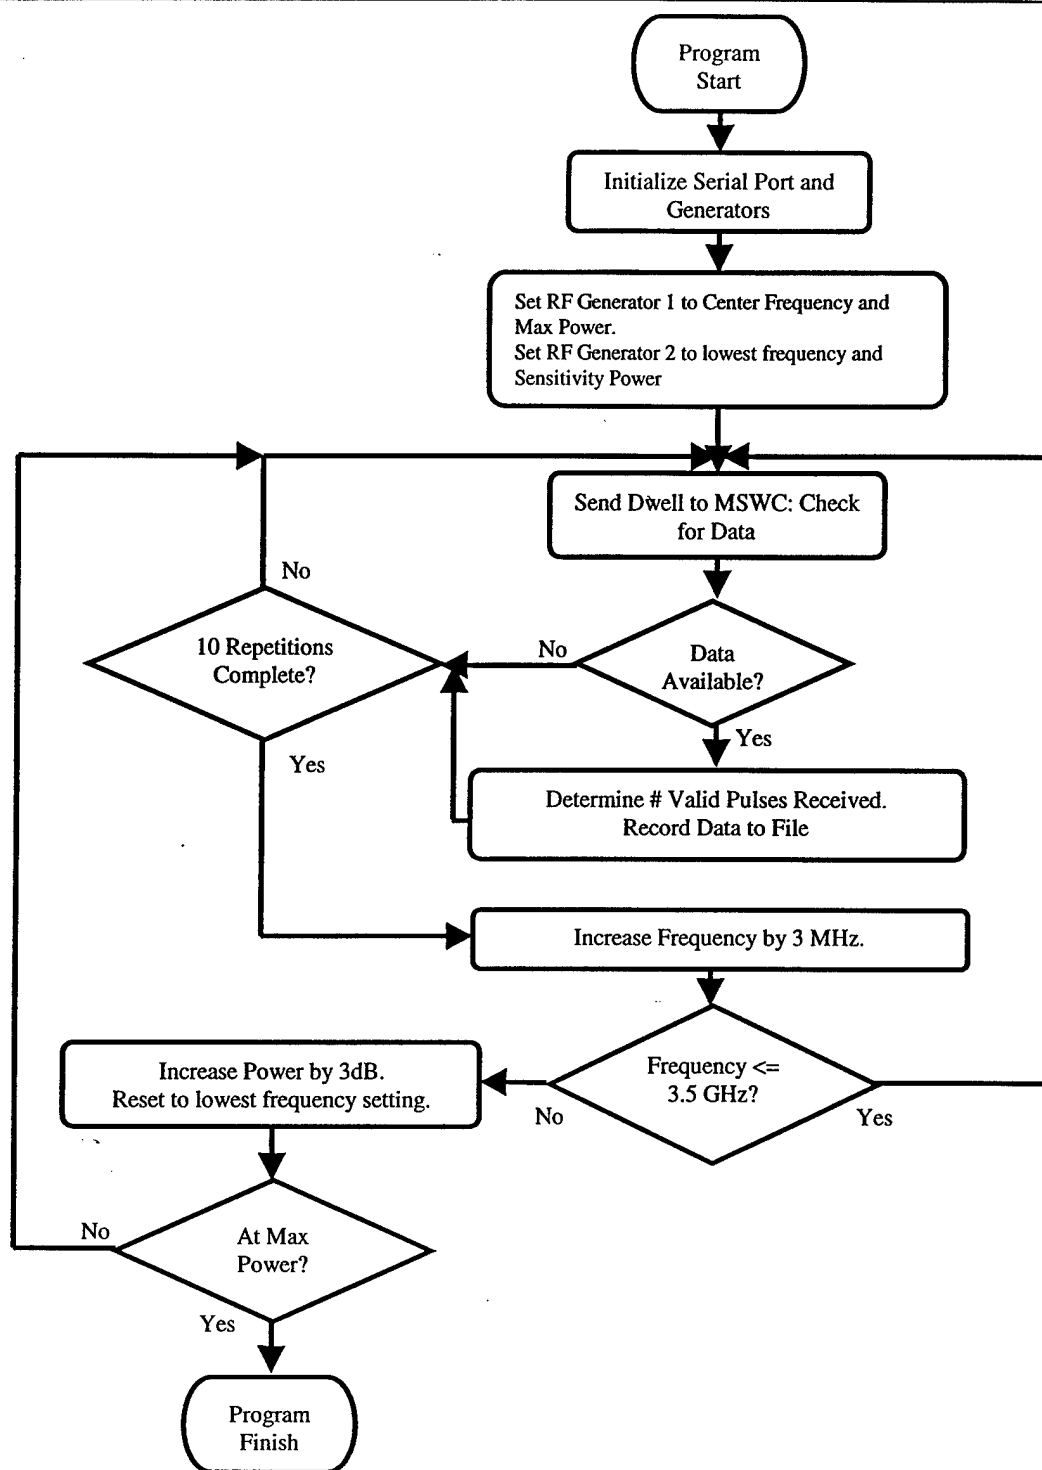 Program
Start
Initialize Serial Port and
Generators
Set RF Generator 1 to Center Frequency and
Max Power.
Set RF Generator 2 to lowest frequency and
Sensitivity Power
Send Dwell to MSWC: Check
for Data
No
10 Repetitions
Complete?
No
Data
Available?
Yes
Yes
Determine # Valid Pulses Received.
Record Data to File
Increase Frequency by 3 MHz.
Increase Power by 3dB.
Reset to lowest frequency setting.
Frequency <=
3.5 GHz?
No
Yes
No
At Max
Power?
Yes
Program
Finish